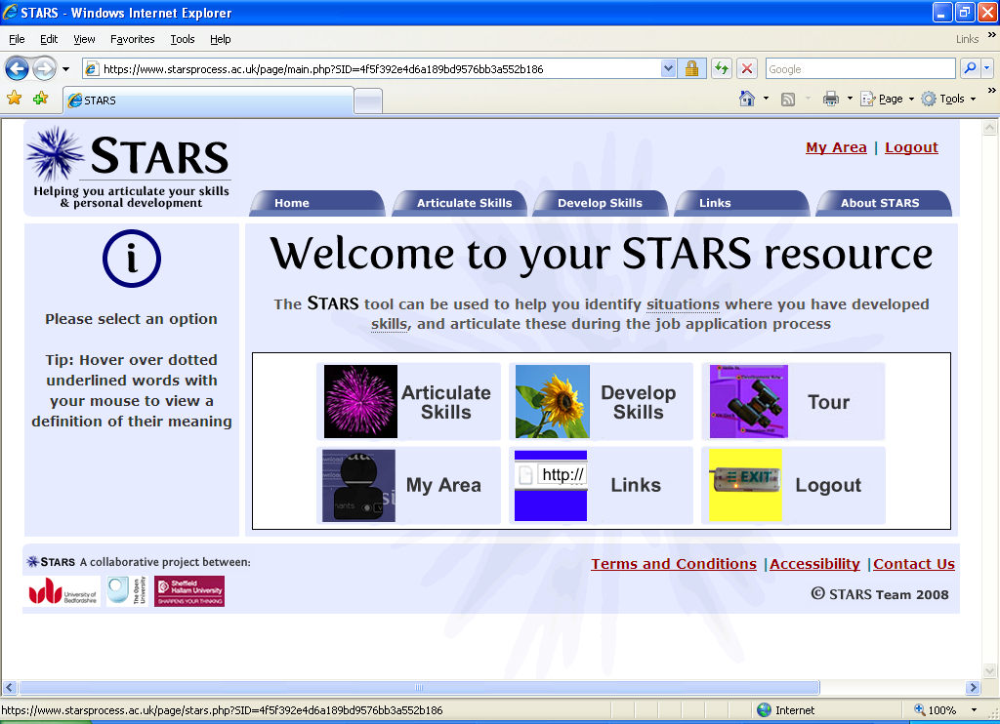 STARS - Windows Internet Explorer
File Edit View Favorites Tools Help
Links »
https://www.starsprocess.ac.uk/page/main.php?SID=4f5f392e4d6a189bd9576bb3a552b186
Google
STARS
Page Tools »
STARS
Helping you articulate your skills
& personal development
My Area | Logout
Home Articulate Skills Develop Skills Links About STARS
i
Please select an option
Tip: Hover over dotted
underlined words with
your mouse to view a
definition of their meaning
Welcome to your STARS resource
The STARS tool can be used to help you identify situations where you have developed
skills, and articulate these during the job application process
Articulate
Skills
Develop
Skills
Tour
My Area
http://
Links
EXIT
Logout
STARS A collaborative project between:
University of
Bedfordshire
The Open
University
Sheffield
Hallam University
SHARPENS YOUR THINKING
Terms and Conditions | Accessibility | Contact Us
© STARS Team 2008
https://www.starsprocess.ac.uk/page/stars.php?SID=4f5f392e4d6a189bd9576bb3a552b186
Internet
100%